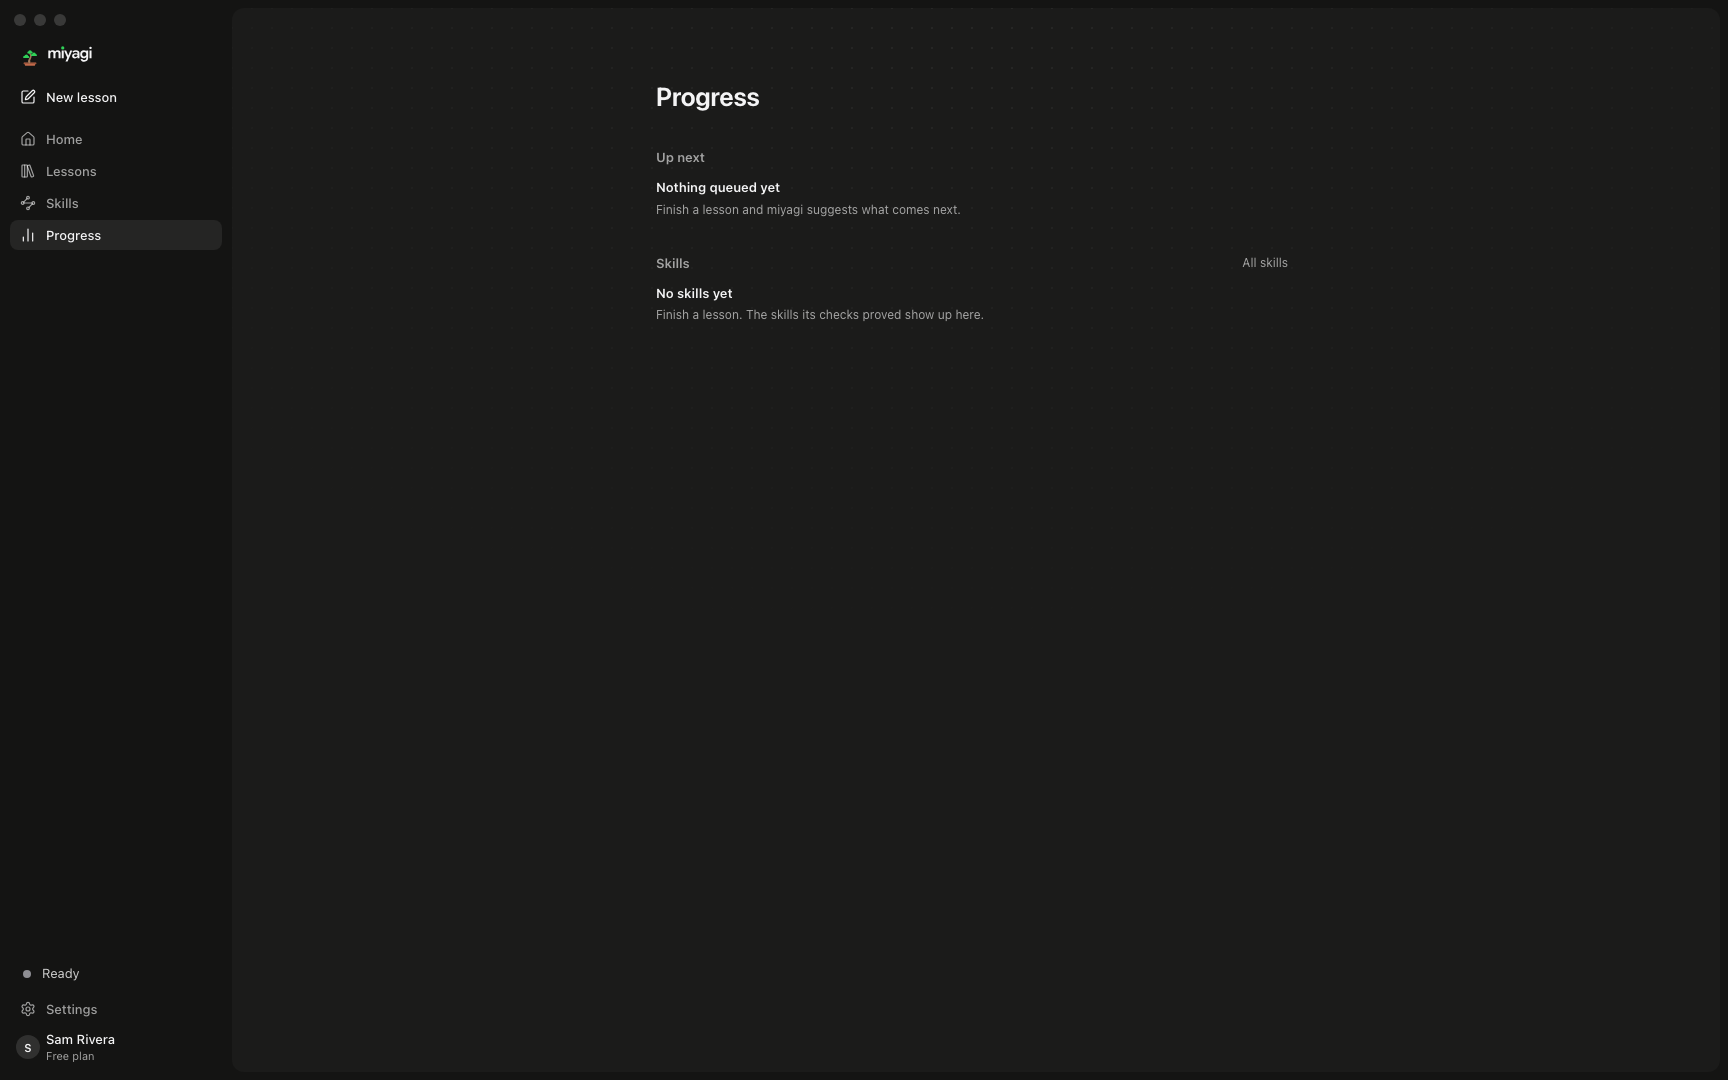 miyagi
New lesson
Home
Lessons
Skills
Progress
Progress
Up next
Nothing queued yet
Finish a lesson and miyagi suggests what comes next.
Skills
All skills
No skills yet
Finish a lesson. The skills its checks proved show up here.
Ready
Settings
S
Sam Rivera
Free plan